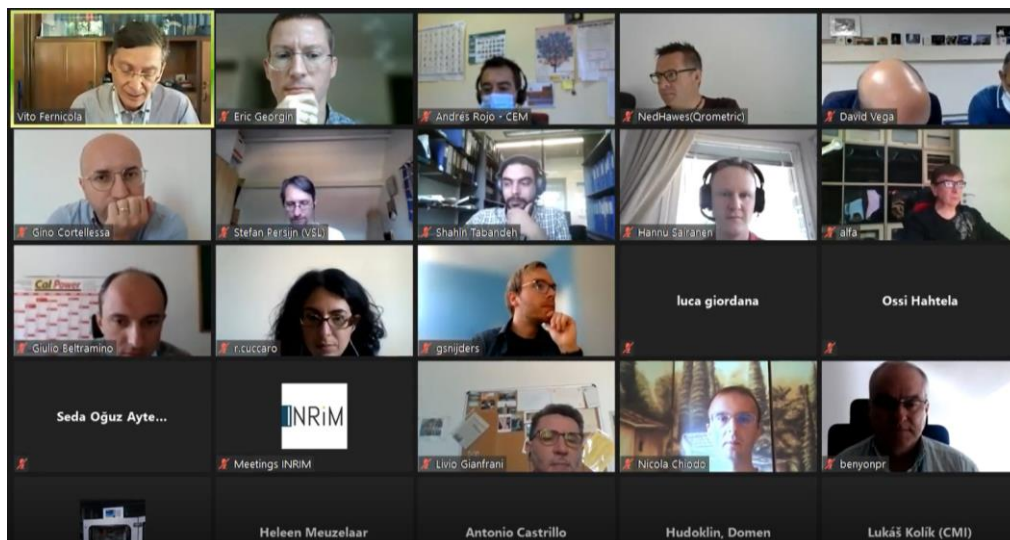 Vito Fernicola
Eric Georgin
Andrés Rojo - CEM
NedHawes(Qrometric)
David Vega
Gino Cortellessa
Stefan Persijn (VSL)
Shahin Tabandeh
Hannu Sairanen
alfa
Cal Power
Giulio Beltramino
r.cuccaro
gsnijders
luca giordana
Ossi Hahtela
Seda Oğuz Ayte...
INRiM
Meetings INRIM
Livio Gianfrani
Nicola Chiodo
benyonpr
Heleen Meuzelaar
Antonio Castrillo
Hudoklin, Domen
Lukáš Kolík (CMI)